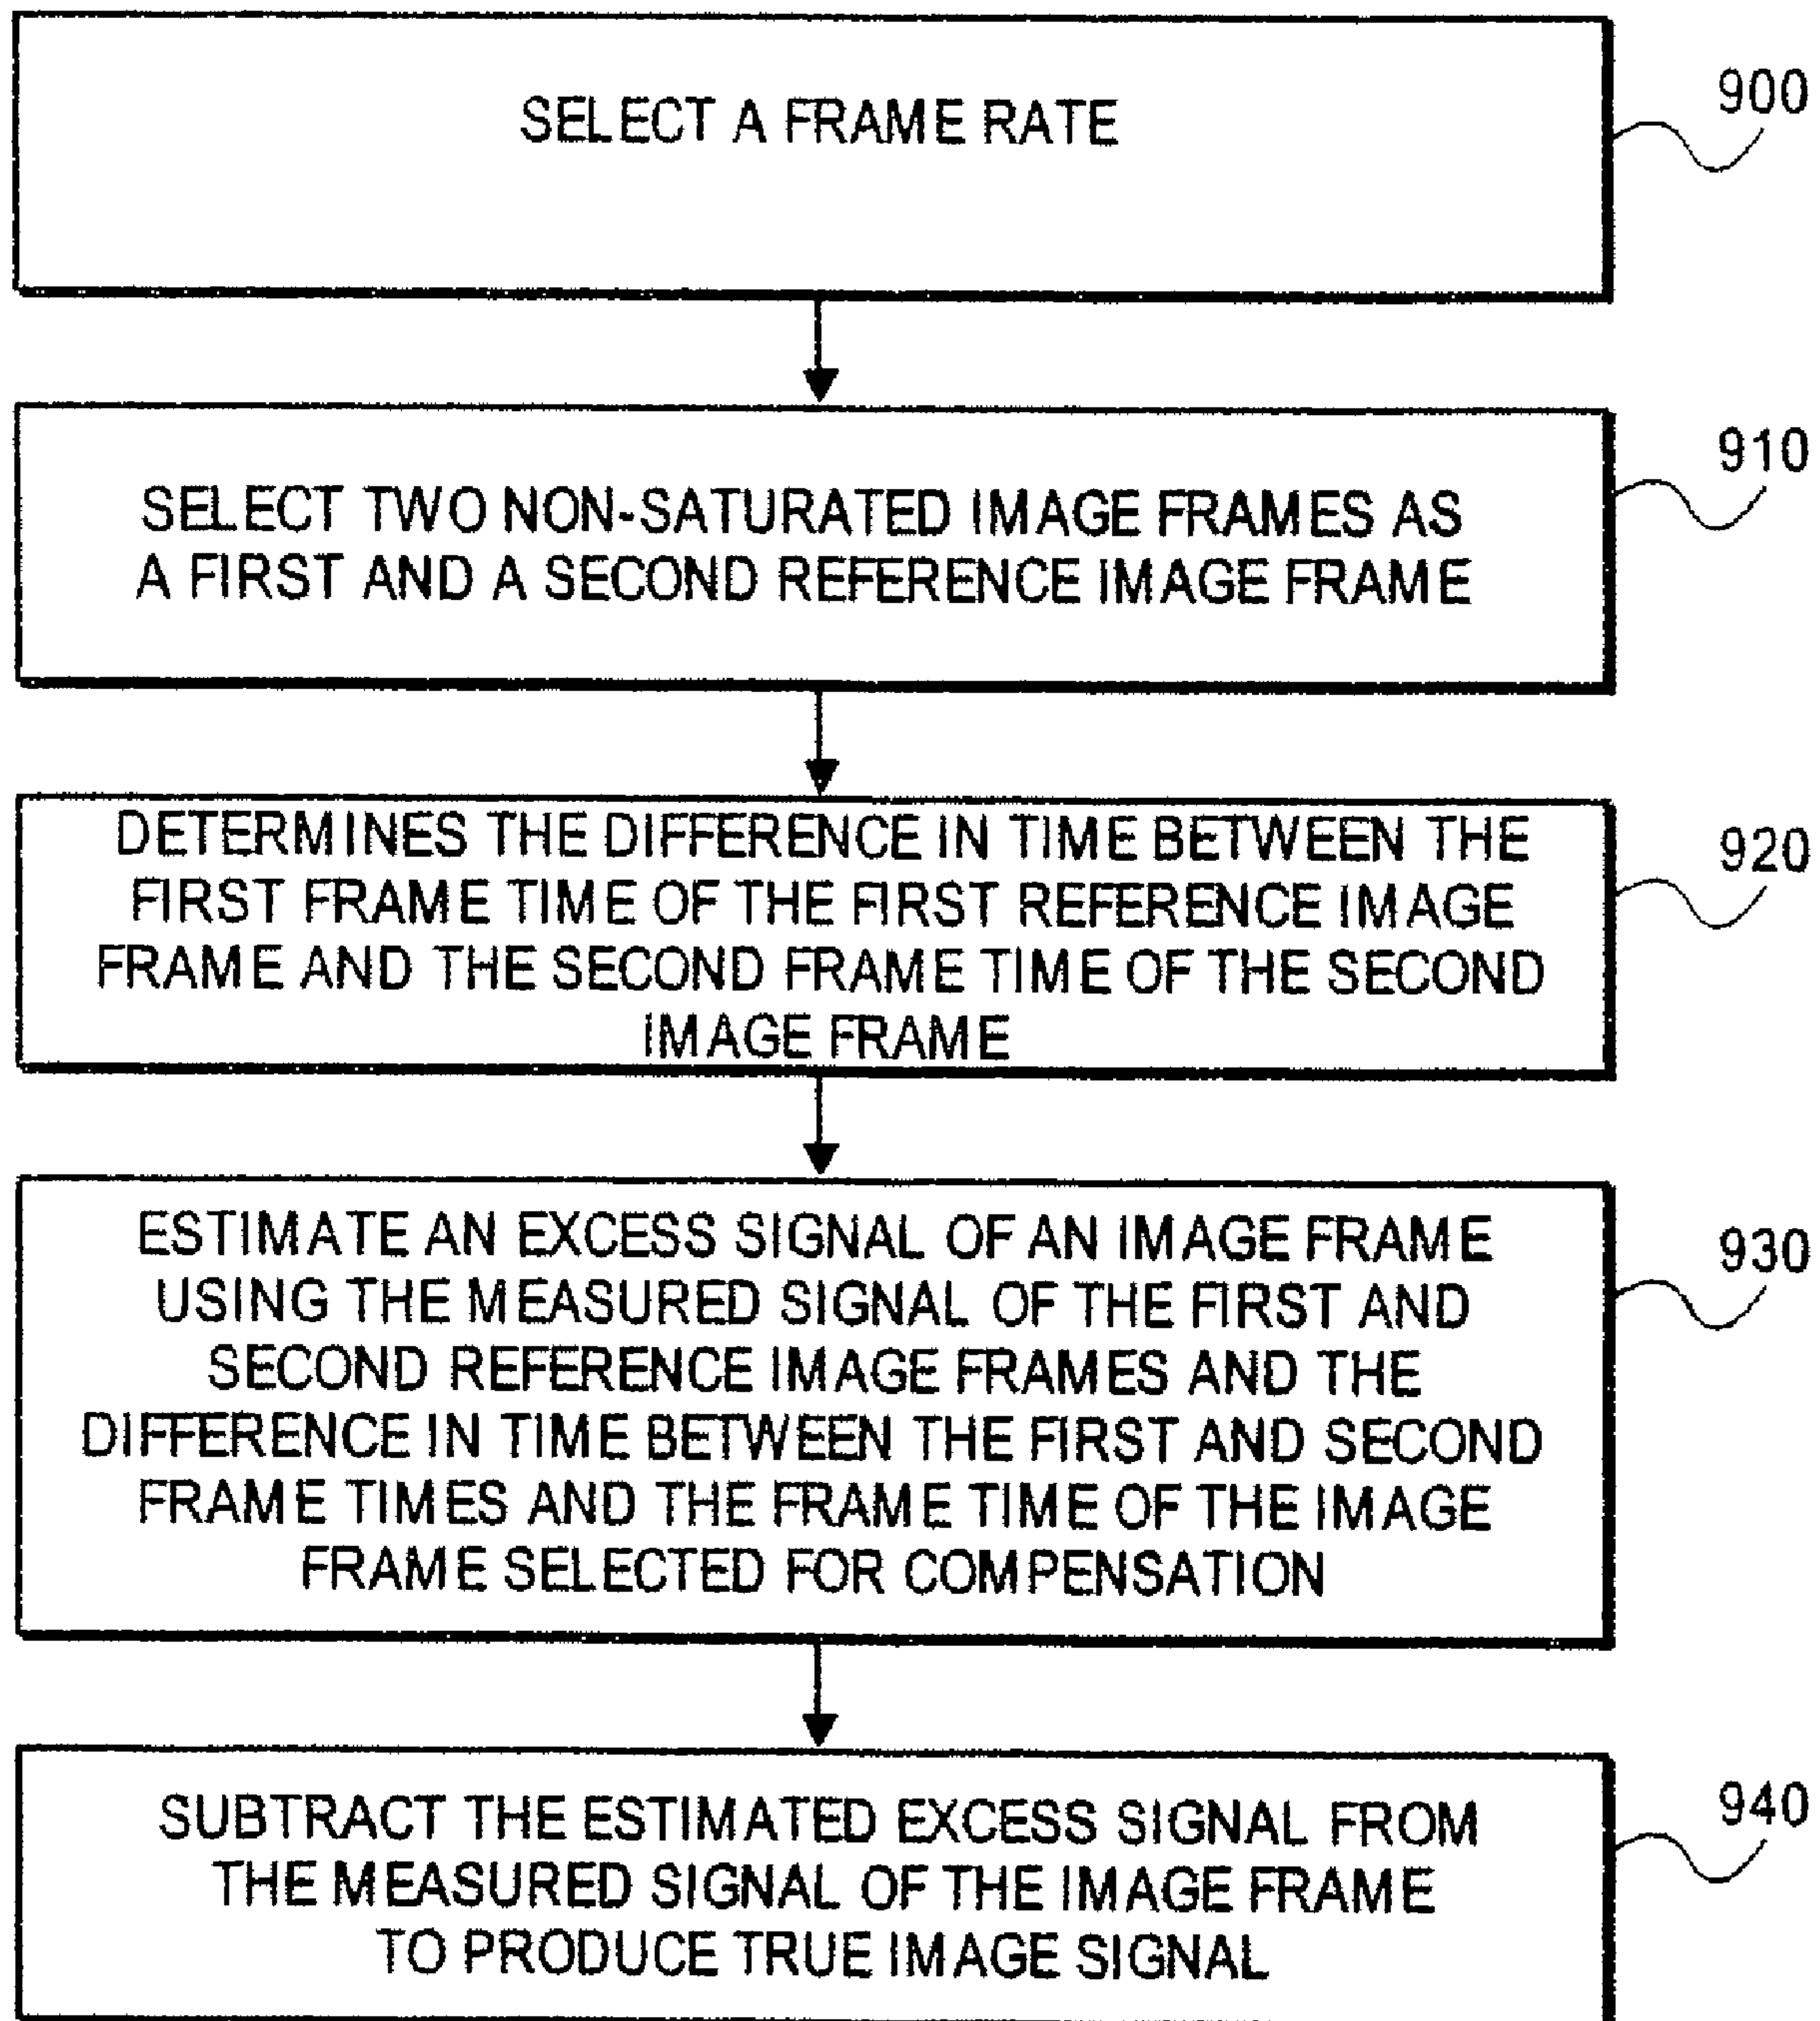 SELECT A FRAME RATE
900
SELECT TWO NON-SATURATED IMAGE FRAMES AS
A FIRST AND A SECOND REFERENCE IMAGE FRAME
910
DETERMINES THE DIFFERENCE IN TIME BETWEEN THE
FIRST FRAME TIME OF THE FIRST REFERENCE IMAGE
FRAME AND THE SECOND FRAME TIME OF THE SECOND
IMAGE FRAME
920
ESTIMATE AN EXCESS SIGNAL OF AN IMAGE FRAME
USING THE MEASURED SIGNAL OF THE FIRST AND
SECOND REFERENCE IMAGE FRAMES AND THE
DIFFERENCE IN TIME BETWEEN THE FIRST AND SECOND
FRAME TIMES AND THE FRAME TIME OF THE IMAGE
FRAME SELECTED FOR COMPENSATION
930
SUBTRACT THE ESTIMATED EXCESS SIGNAL FROM
THE MEASURED SIGNAL OF THE IMAGE FRAME
TO PRODUCE TRUE IMAGE SIGNAL
940